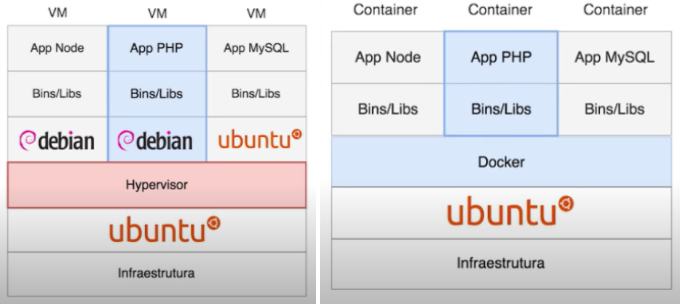 VM VM VM
App Node App PHP App MySQL
Bins/Libs Bins/Libs Bins/Libs
debian debian ubuntu
Hypervisor
ubuntu
Infraestrutura
Container Container Container
App Node App PHP App MySQL
Bins/Libs Bins/Libs Bins/Libs
Docker
ubuntu
Infraestrutura